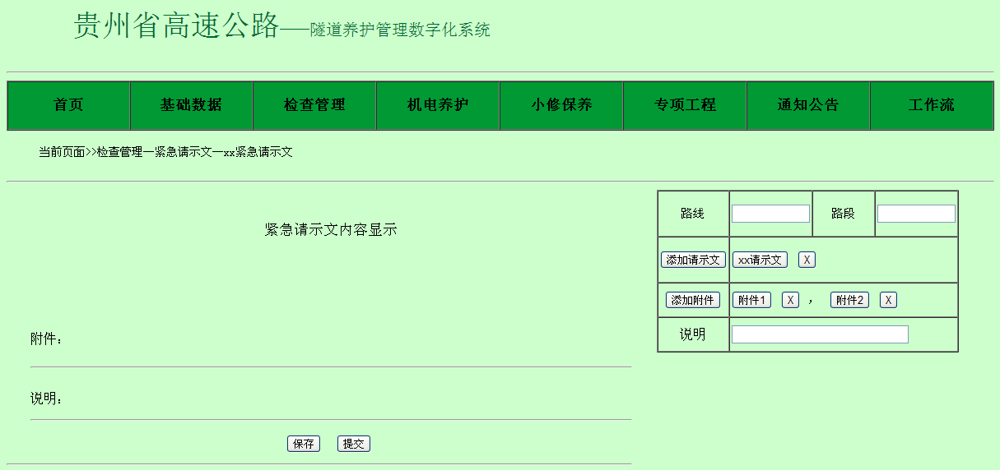 贵州省高速公路——隧道养护管理数字化系统
首页 基础数据 检查管理 机电养护 小修保养 专项工程 通知公告 工作流
当前页面>>检查管理—紧急请示文—xx紧急请示文
紧急请示文内容显示
附件:
说明:
保存 提交
路线 路段
添加请示文 xx请示文 X
添加附件 附件1 X , 附件2 X
说明